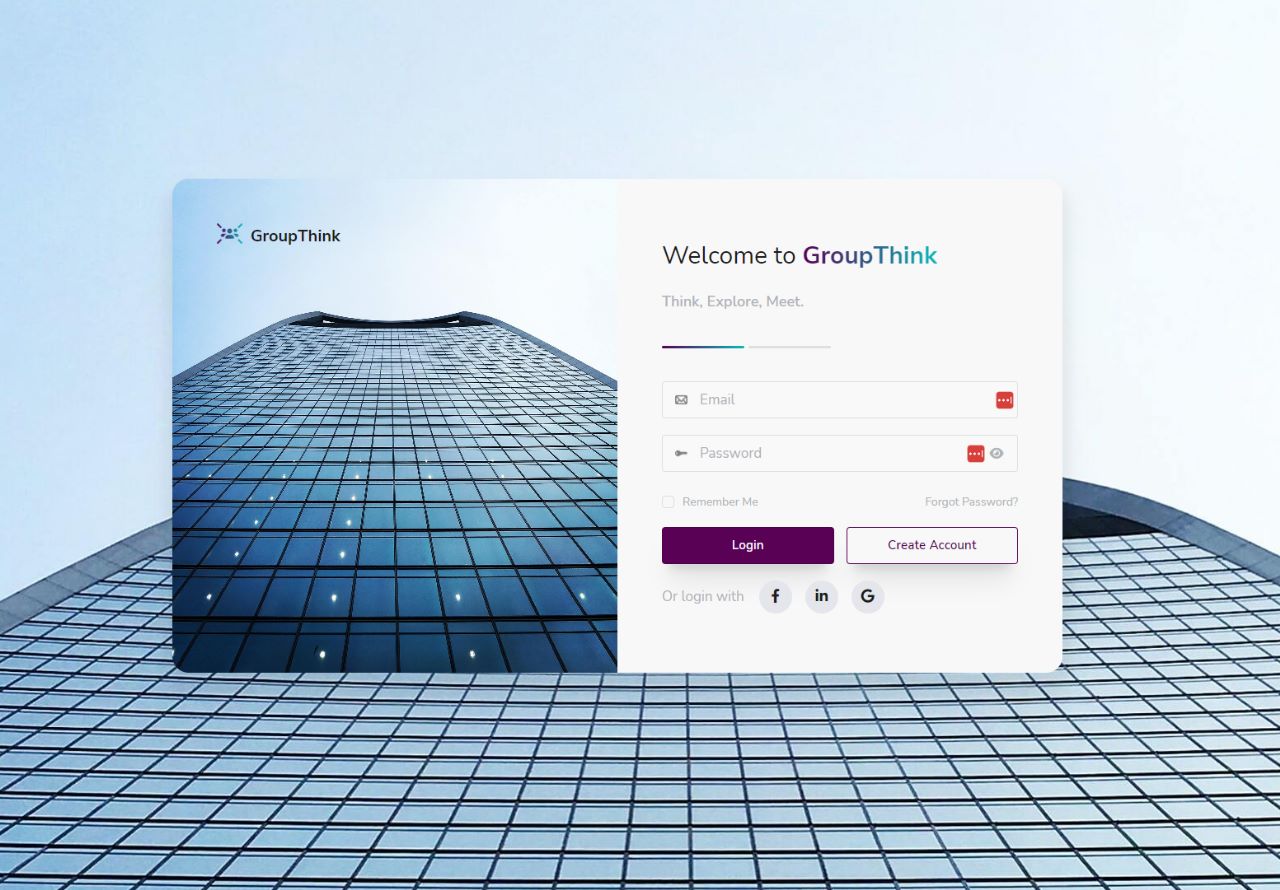 GroupThink
Welcome to GroupThink
Think, Explore, Meet.
Email
Password
Remember Me
Forgot Password?
Login
Create Account
Or login with
f
in
G